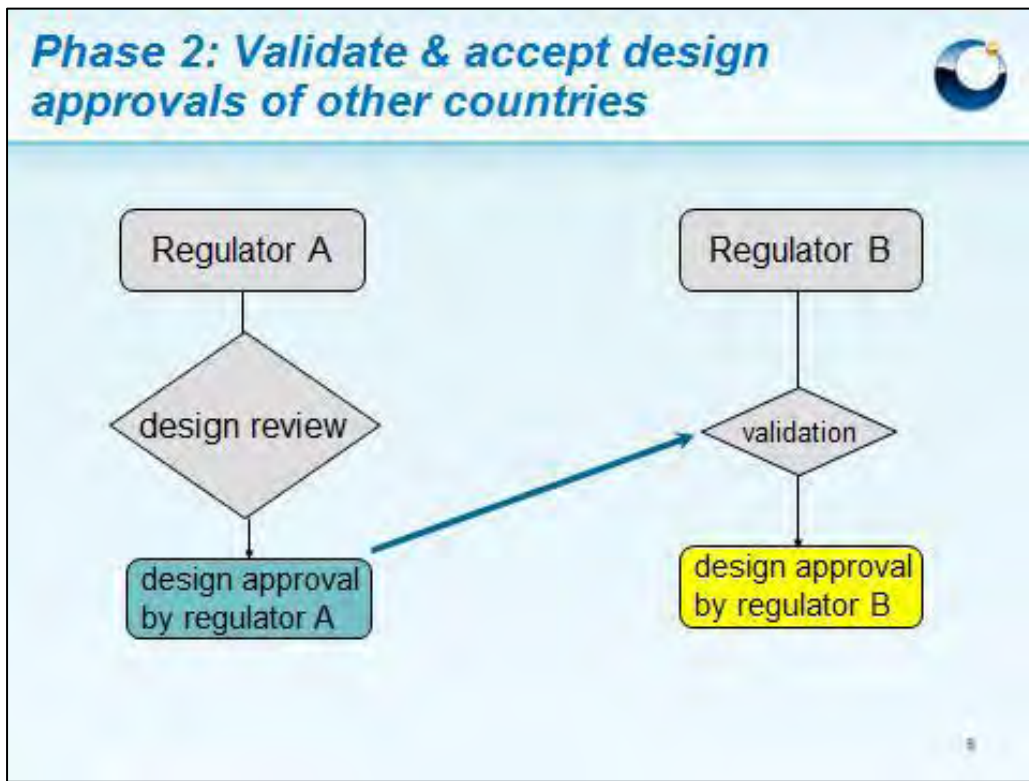 Phase 2: Validate & accept design
approvals of other countries
Regulator A
Regulator B
design review
validation
design approval
by regulator A
design approval
by regulator B